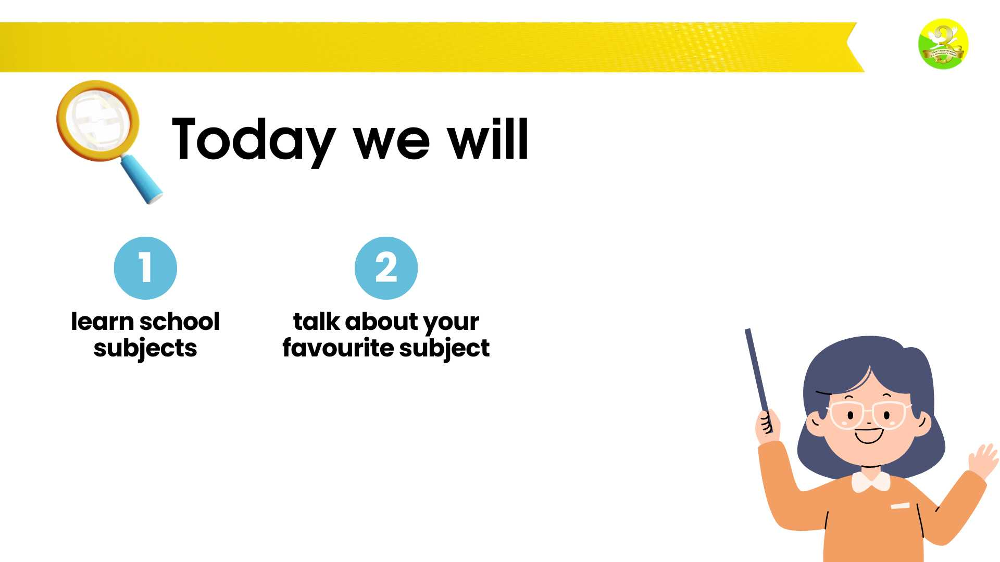 Today we will
1
learn school
subjects
2
talk about your
favourite subject